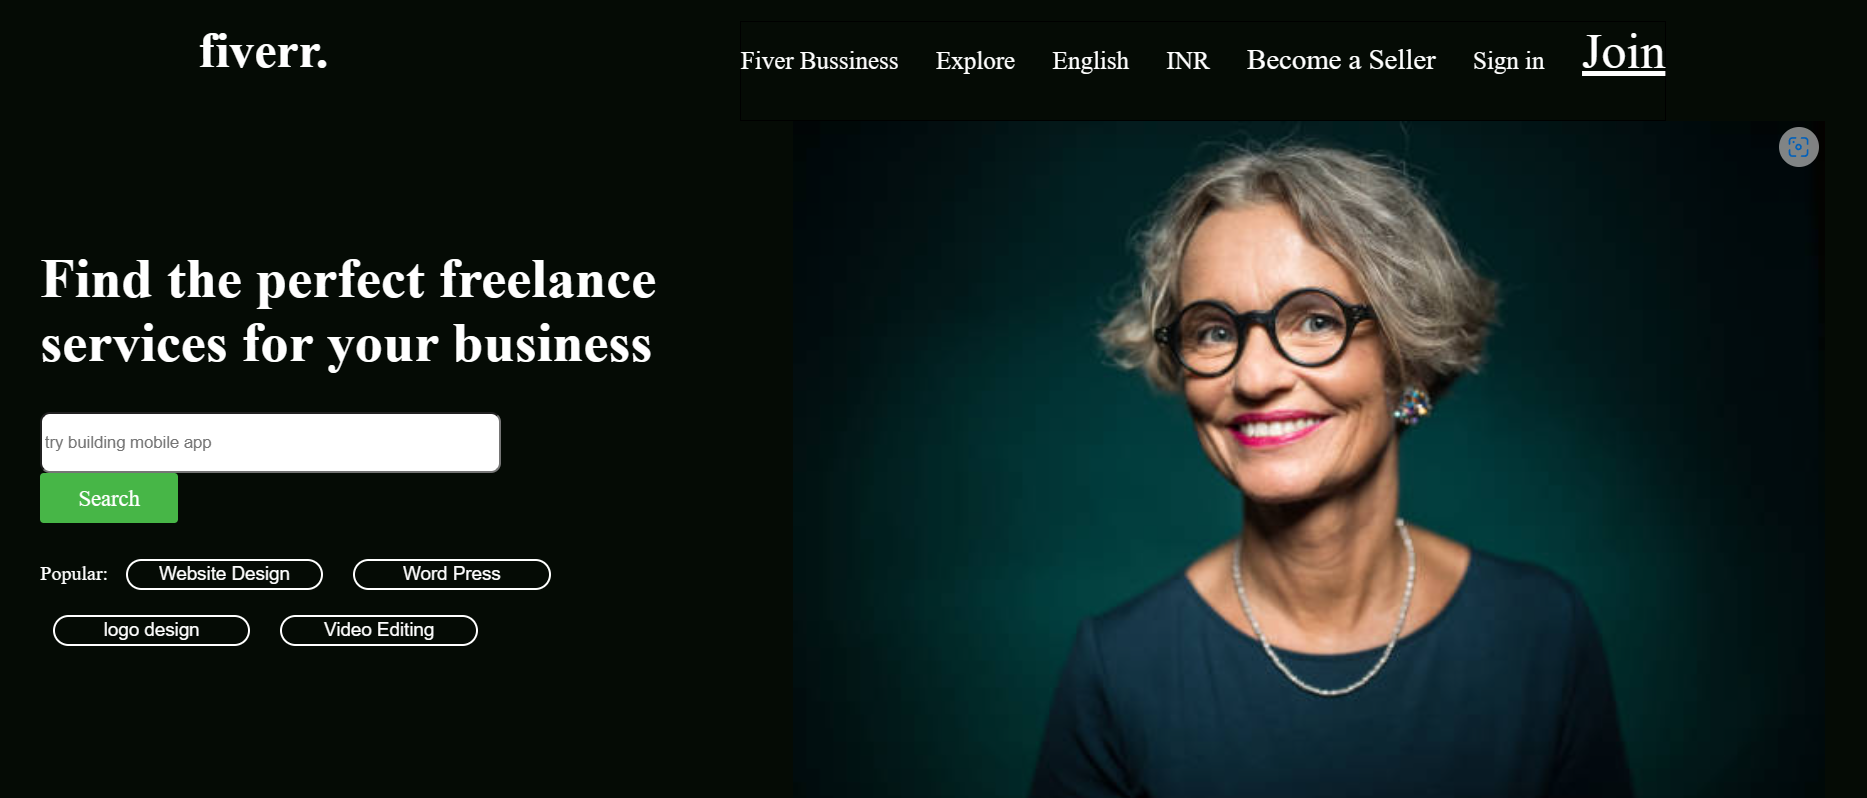 fiverr.
Fiver Bussiness Explore English INR Become a Seller Sign in Join
Find the perfect freelance
services for your business
try building mobile app
Search
Popular: Website Design Word Press
logo design Video Editing